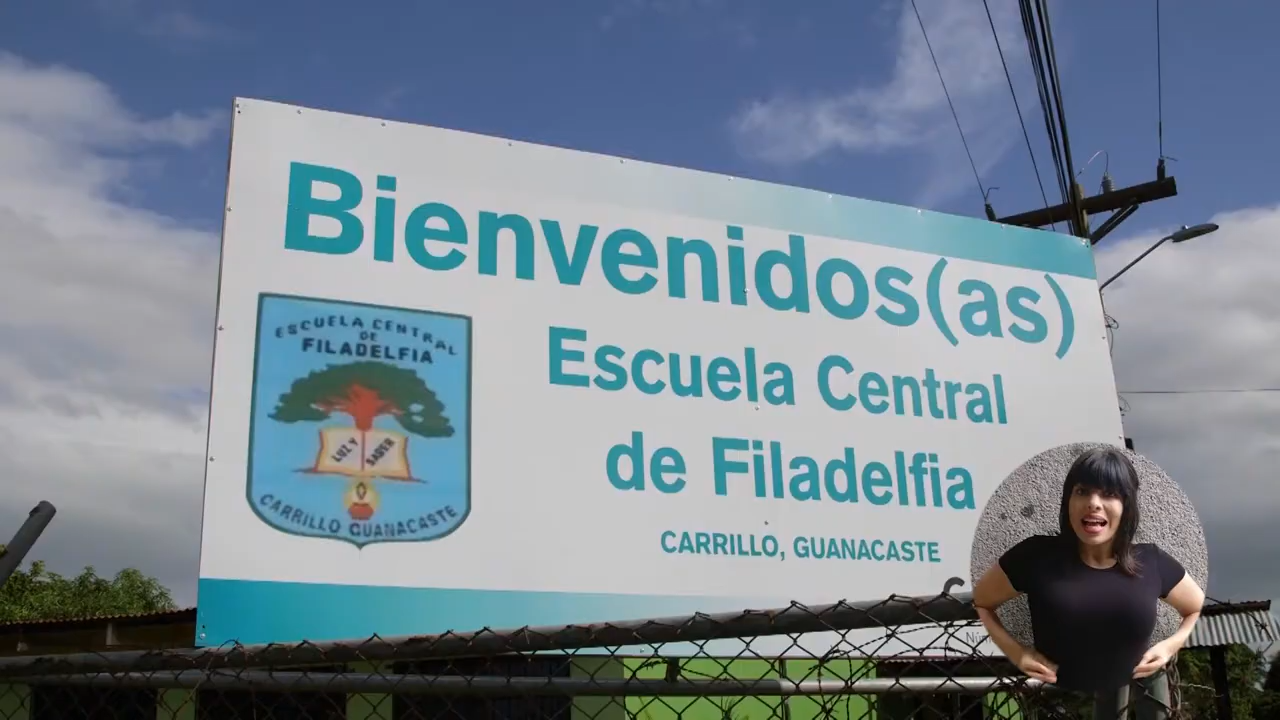 Bienvenidos(as)
Escuela Central
de Filadelfia
CARRILLO, GUANACASTE
ESCUELA CENTRAL
DE
FILADELFIA
LUZ Y
SABER
CARRILLO GUANACASTE